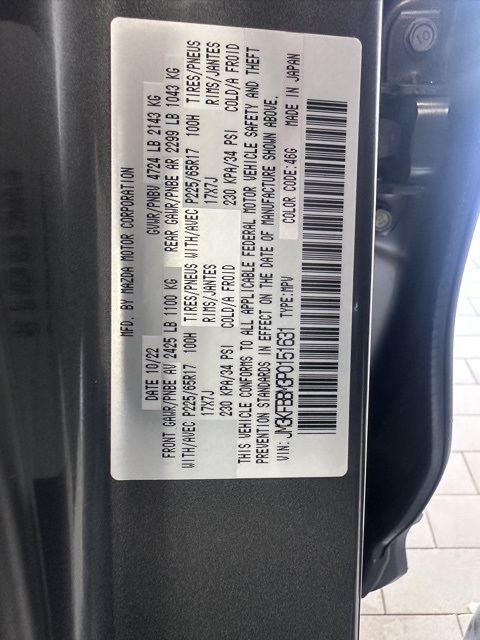 MFD. BY MAZDA MOTOR CORPORATION
DATE 10/22 GVWR/PNBV 4724 LB 2143 KG
FRONT GAWR/PNBE AV 2425 LB 1100 KG REAR GAWR/PNBE AR 2299 LB 1043 KG
WITH/AVEC P225/65R17 100H TIRES/PNEUS WITH/AVEC P225/65R17 100H TIRES/PNEUS
17X7J RIMS/JANTES 17X7J RIMS/JANTES
230 KPA/34 PSI COLD/A FROID 230 KPA/34 PSI COLD/A FROID
THIS VEHICLE CONFORMS TO ALL APPLICABLE FEDERAL MOTOR VEHICLE SAFETY AND THEFT
PREVENTION STANDARDS IN EFFECT ON THE DATE OF MANUFACTURE SHOWN ABOVE.
VIN: JM3KFBBM3P0151631 TYPE: MPV COLOR CODE:46G MADE IN JAPAN